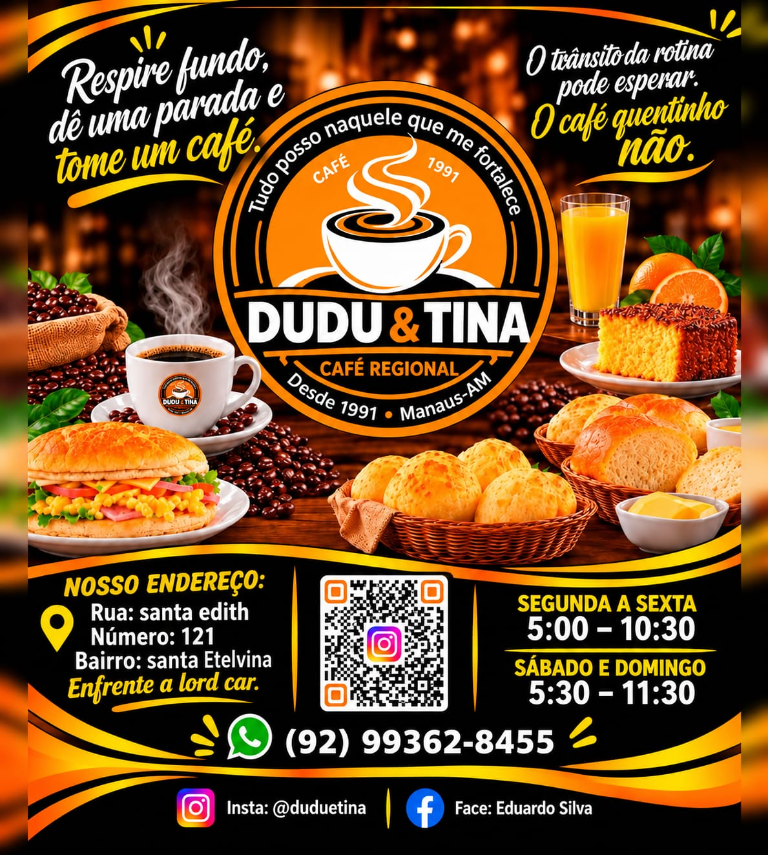 Respire fundo,
dê uma parada e
tome um café.
O trânsito da rotina
pode esperar.
O café quentinho
não.
Tudo posso naquele que me fortalece
CAFÉ 1991
DUDU & TINA
CAFÉ REGIONAL
Desde 1991 • Manaus-AM
DUDU & TINA
NOSSO ENDEREÇO:
Rua: santa edith
Número: 121
Bairro: santa Etelvina
Enfrente a lord car.
SEGUNDA A SEXTA
5:00 – 10:30
SÁBADO E DOMINGO
5:30 – 11:30
(92) 99362-8455
Insta: @duduetina
Face: Eduardo Silva